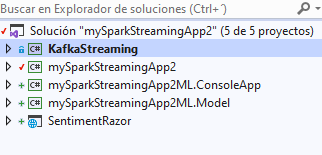 Buscar en Explorador de soluciones (Ctrl+´)
Solución "mySparkStreamingApp2" (5 de 5 proyectos)
C# KafkaStreaming
C# mySparkStreamingApp2
C# mySparkStreamingApp2ML.ConsoleApp
C# mySparkStreamingApp2ML.Model
SentimentRazor